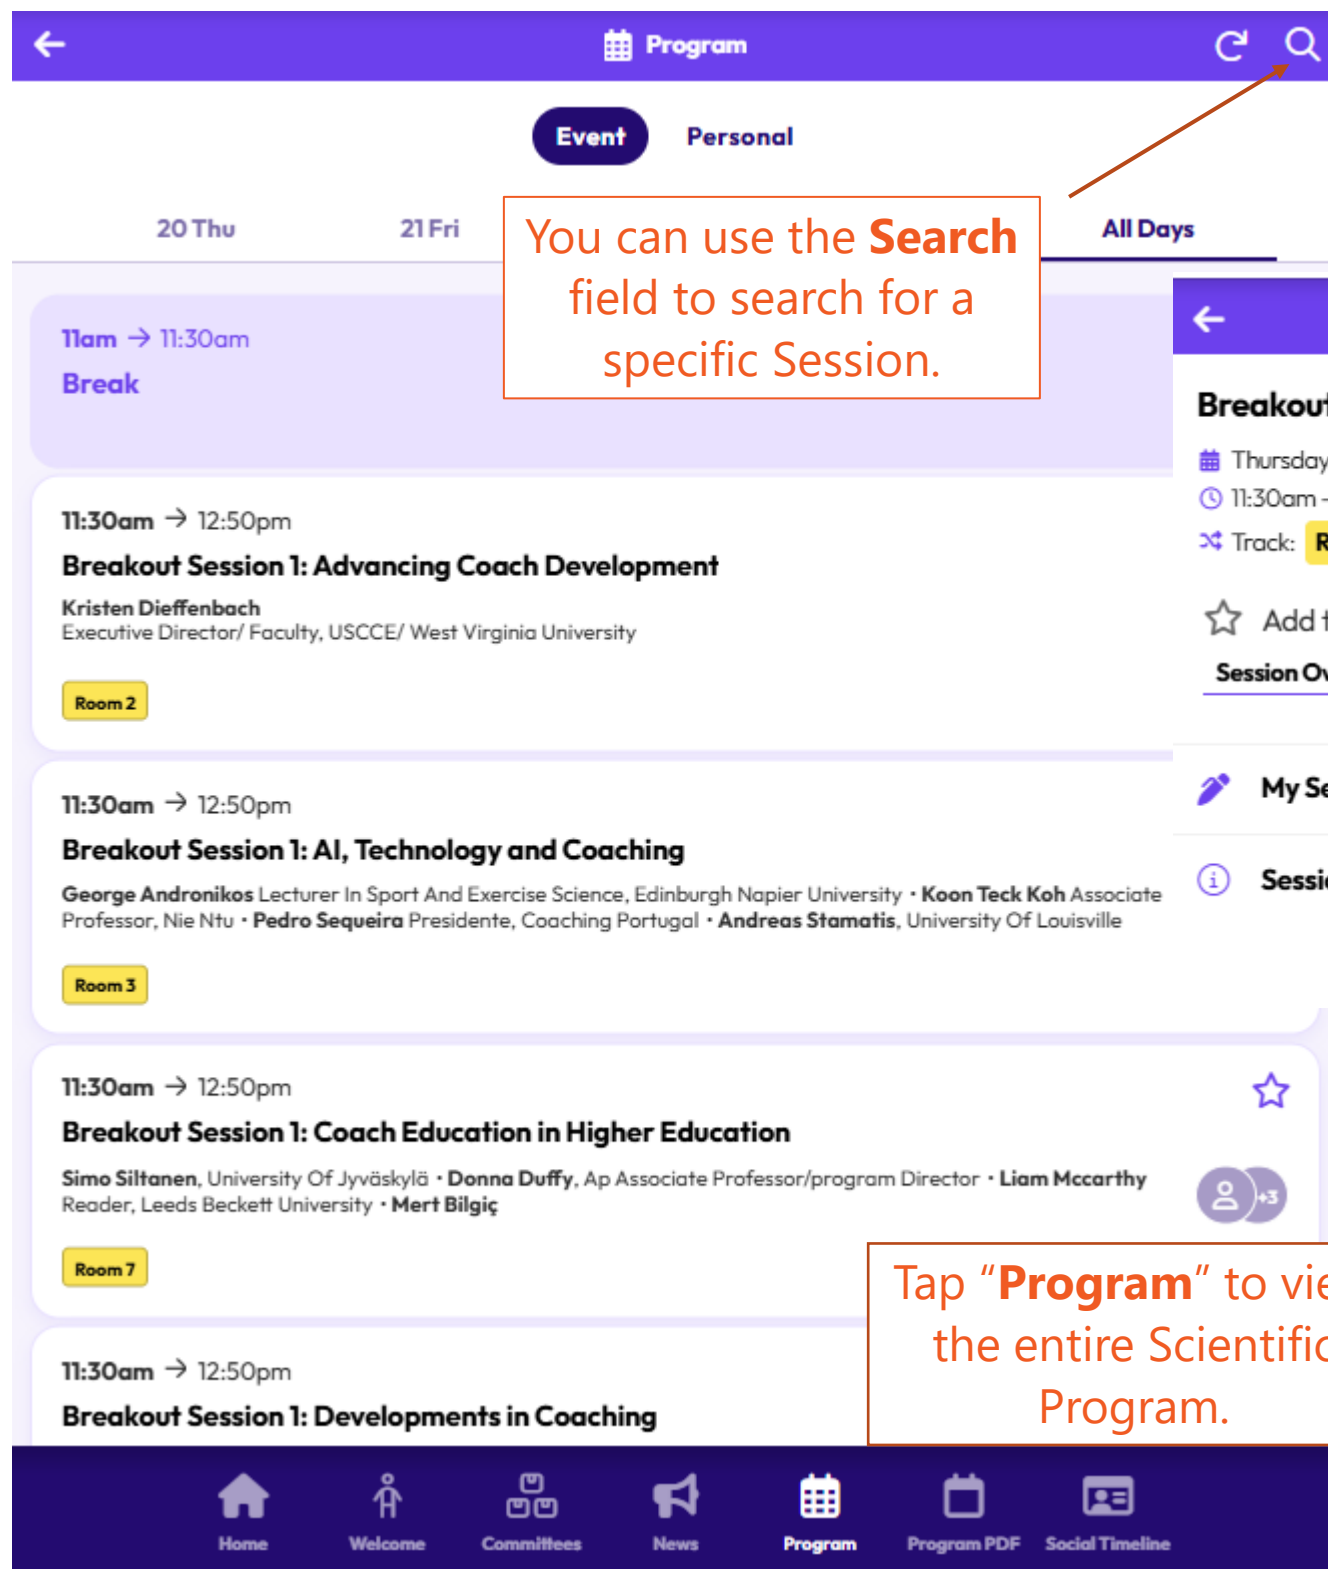 Program
Event Personal
20 Thu 21 Fri All Days
You can use the Search
field to search for a
specific Session.
11am → 11:30am
Break
11:30am → 12:50pm
Breakout Session 1: Advancing Coach Development
Kristen Dieffenbach
Executive Director/ Faculty, USCCE/ West Virginia University
Room 2
11:30am → 12:50pm
Breakout Session 1: AI, Technology and Coaching
George Andronikos Lecturer In Sport And Exercise Science, Edinburgh Napier University • Koon Teck Koh Associate
Professor, Nie Ntu • Pedro Sequeira Presidente, Coaching Portugal • Andreas Stamatis, University Of Louisville
Room 3
11:30am → 12:50pm
Breakout Session 1: Coach Education in Higher Education
Simo Siltanen, University Of Jyväskylä • Donna Duffy, Ap Associate Professor/program Director • Liam Mccarthy
Reader, Leeds Beckett University • Mert Bilgiç
+3
Room 7
11:30am → 12:50pm
Breakout Session 1: Developments in Coaching
Breakout
Thursday
11:30am -
Track:
Add
Session
My
Tap “Program” to
the entire Scientific
Program.
Home Welcome Committees News Program Program PDF Social Timeline